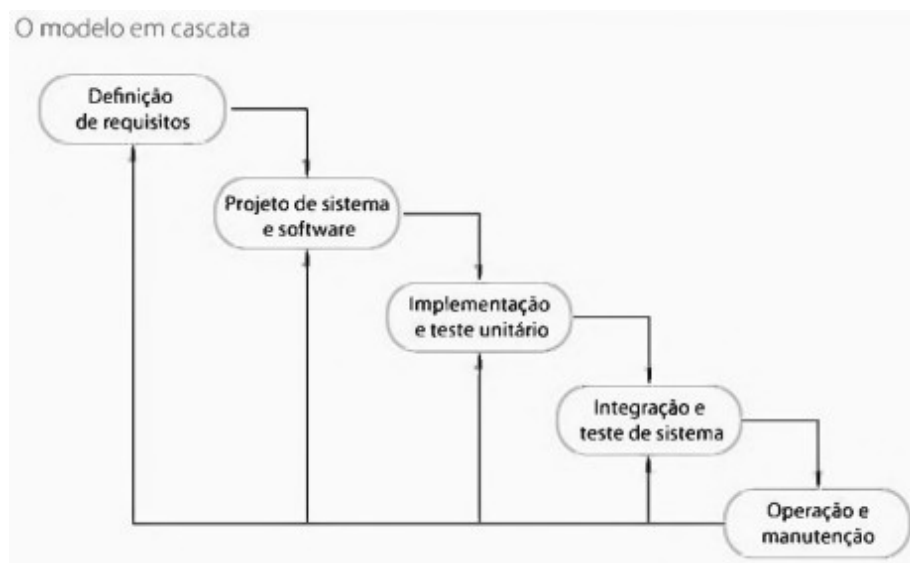 O modelo em cascata
Definição
de requisitos
Projeto de sistema
e software
Implementação
e teste unitário
Integração e
teste de sistema
Operação e
manutenção